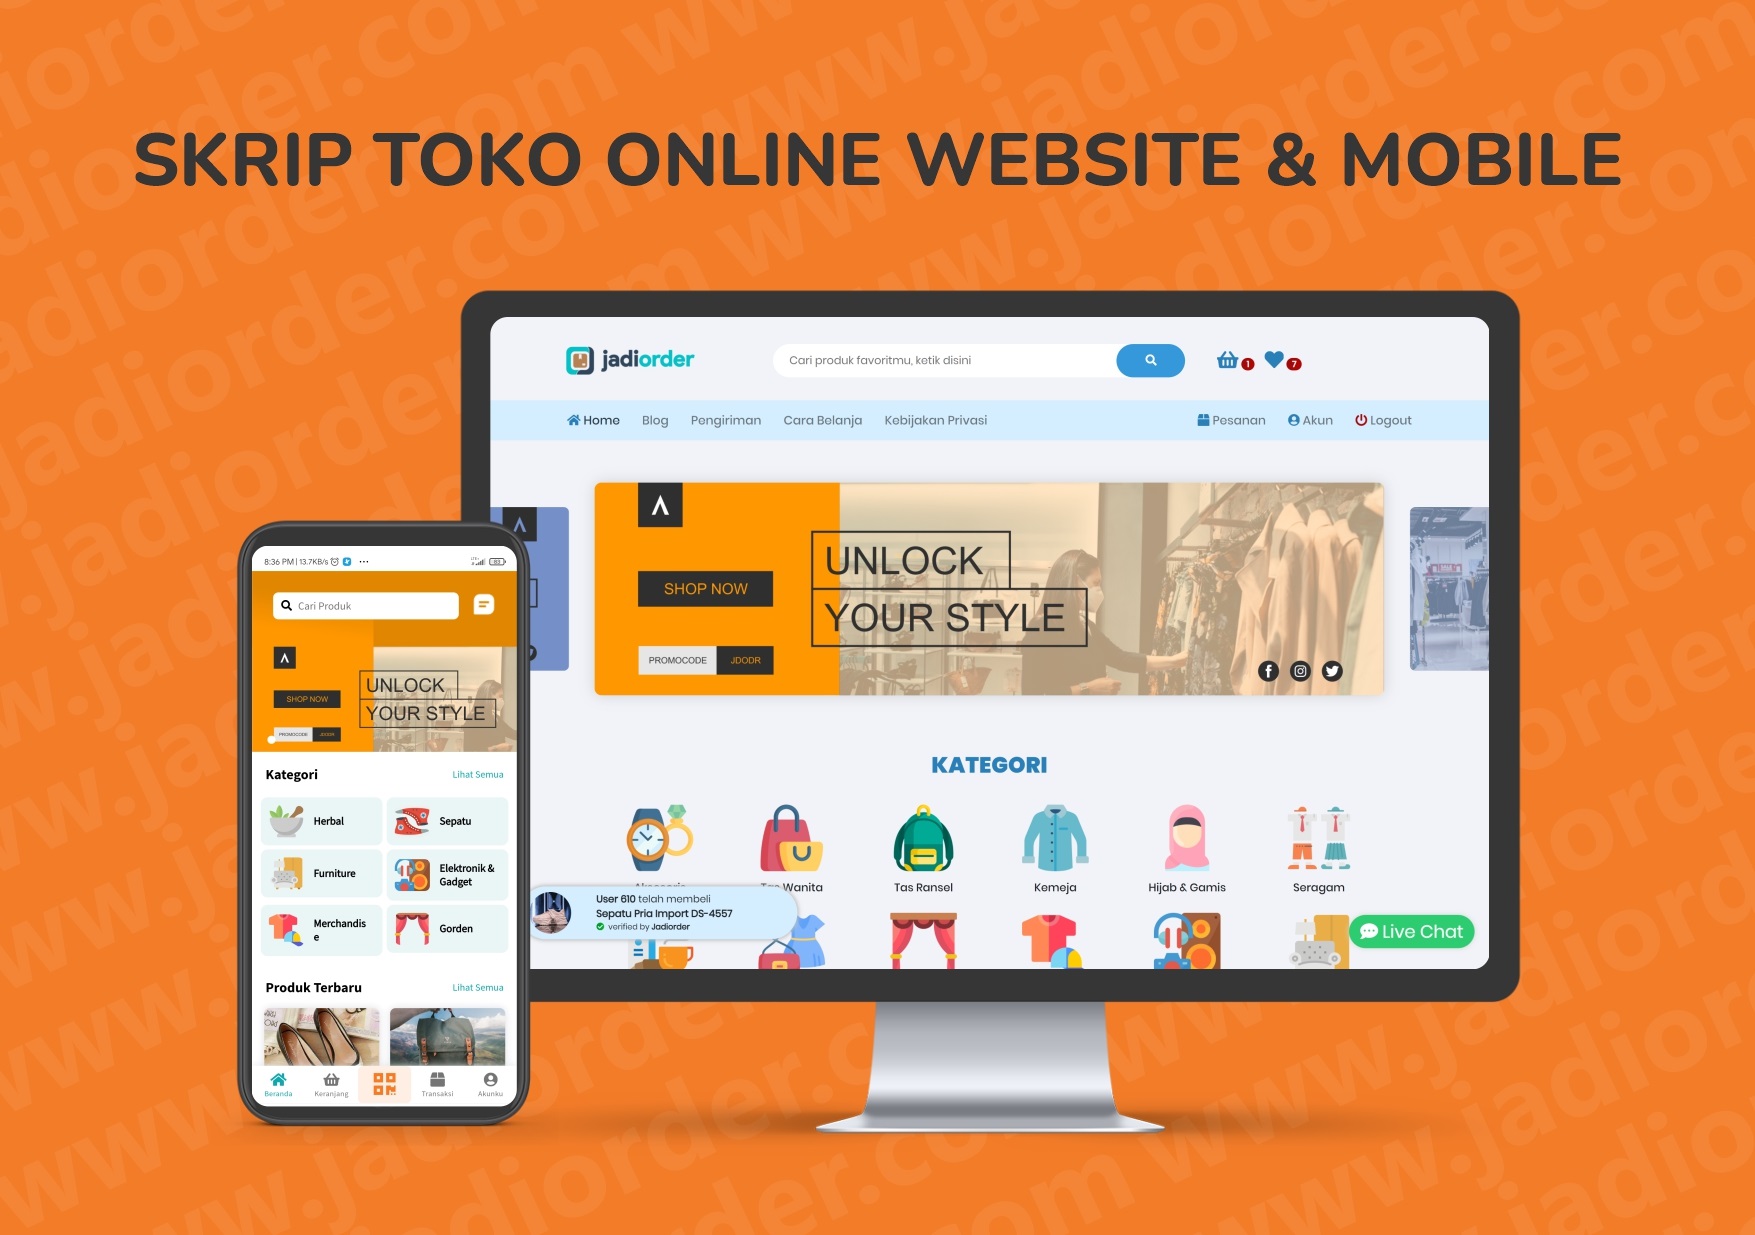 SKRIP TOKO ONLINE WEBSITE & MOBILE
jadiorder
Cari produk favoritmu, ketik disini
1
7
Home Blog Pengiriman Cara Belanja Kebijakan Privasi Pesanan Akun Logout
UNLOCK
YOUR STYLE
SHOP NOW
PROMOCODE JDODR
KATEGORI
Aksesoris Tas Wanita Tas Ransel Kemeja Hijab & Gamis Seragam
User 610 telah membeli
Sepatu Pria Import DS-4557
verified by Jadiorder
Live Chat
8:36 PM | 13.7KB/s
Cari Produk
UNLOCK
YOUR STYLE
SHOP NOW
PROMOCODE JDODR
Kategori Lihat Semua
Herbal Sepatu
Furniture Elektronik &
Gadget
Merchandis
e
Gorden
Produk Terbaru Lihat Semua
Beranda Keranjang Transaksi Akunku
www.jadiorder.com